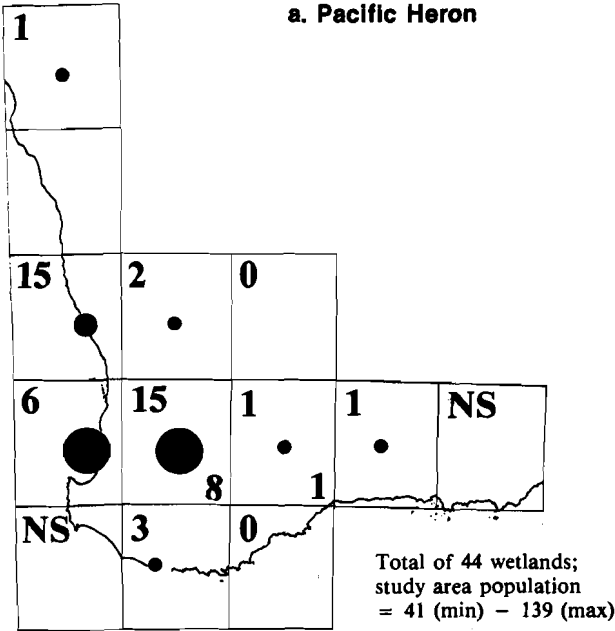 a. Pacific Heron
1
15 2 0
6 15 1 1 NS
8 1
NS 3 0
Total of 44 wetlands;
study area population
= 41 (min) – 139 (max)